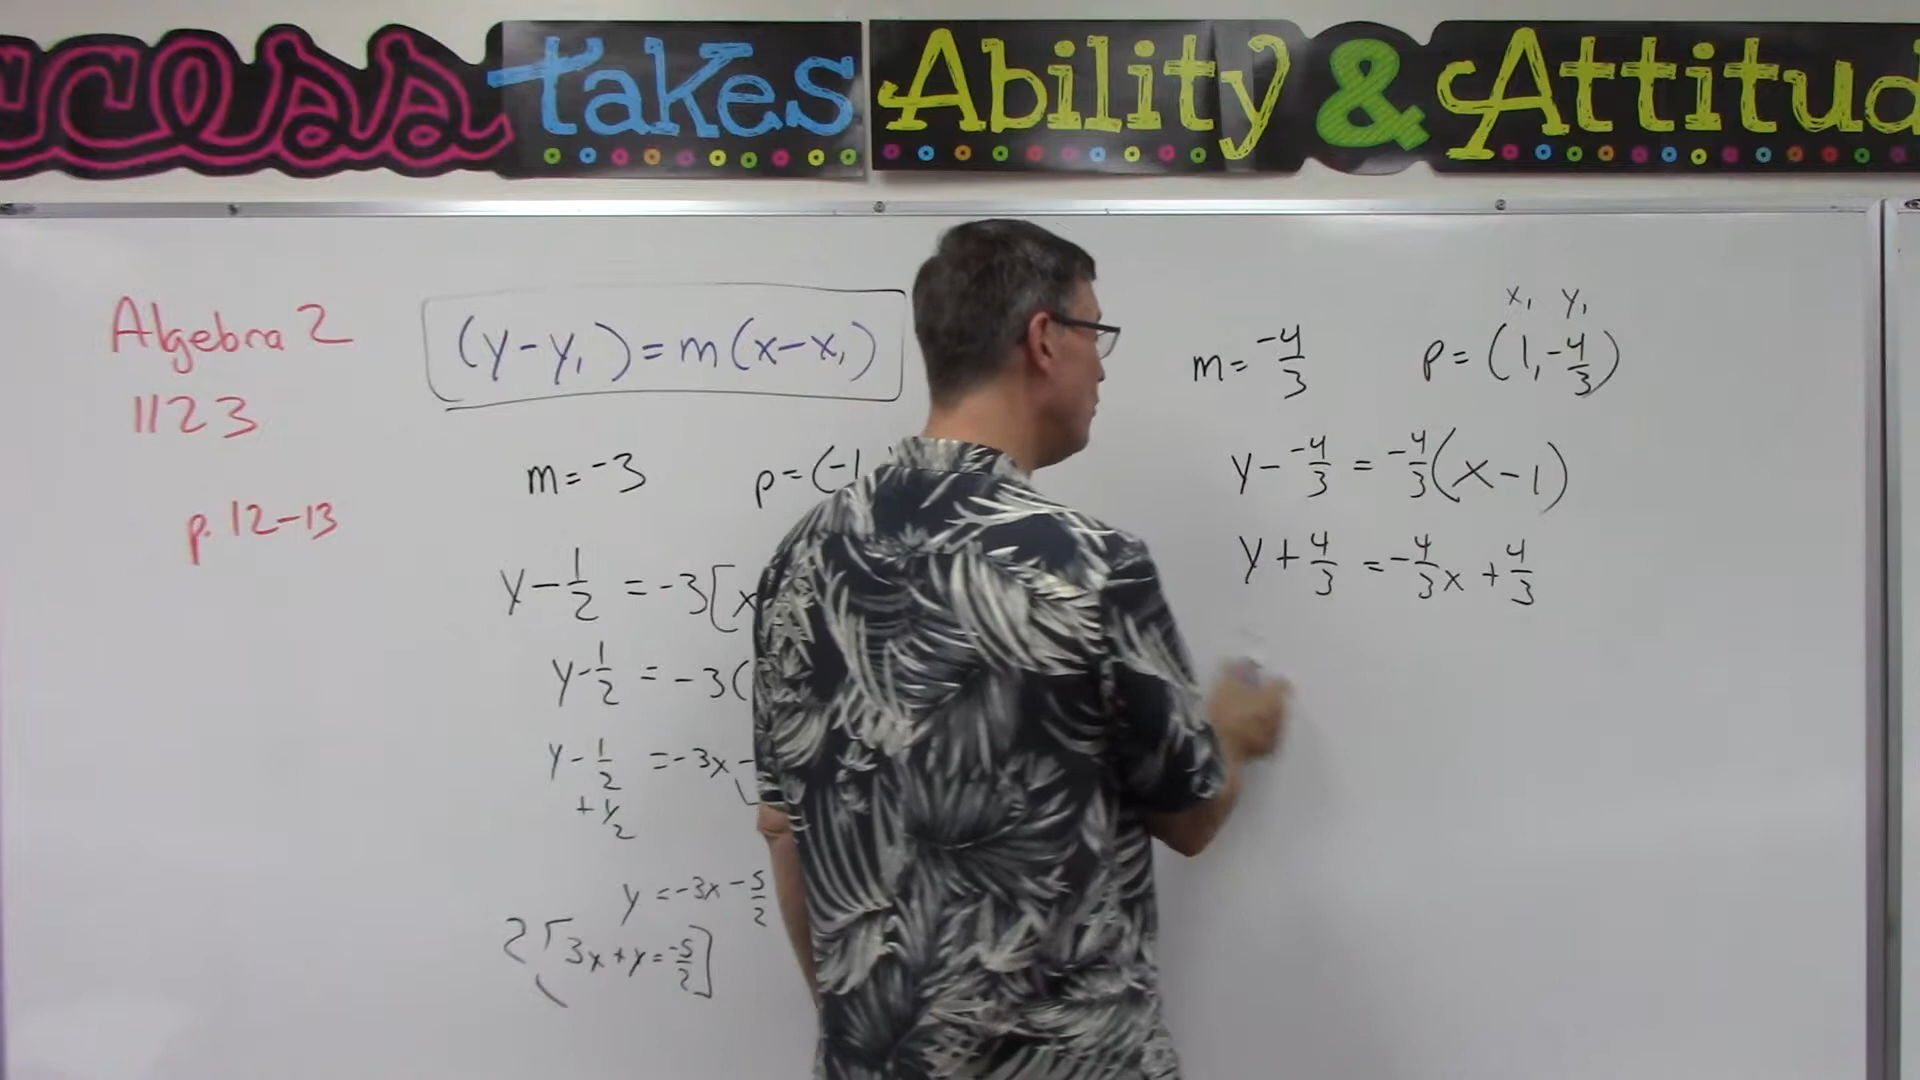 takes Ability &
Algebra 2
1123
p. 12-13
(y-y₁)=m(x-x₁)
m=-3 p=(-1
y-1/2=-3[x
y-1/2=-3(
y-1/2=-3x-
+1/2
y=-3x-5/2
2[3x+y=-5/2]
x₁ y₁
m=-4/3 p=(1,-4/3)
y--4/3=-4/3(x-1)
y+4/3=-4/3x+4/3